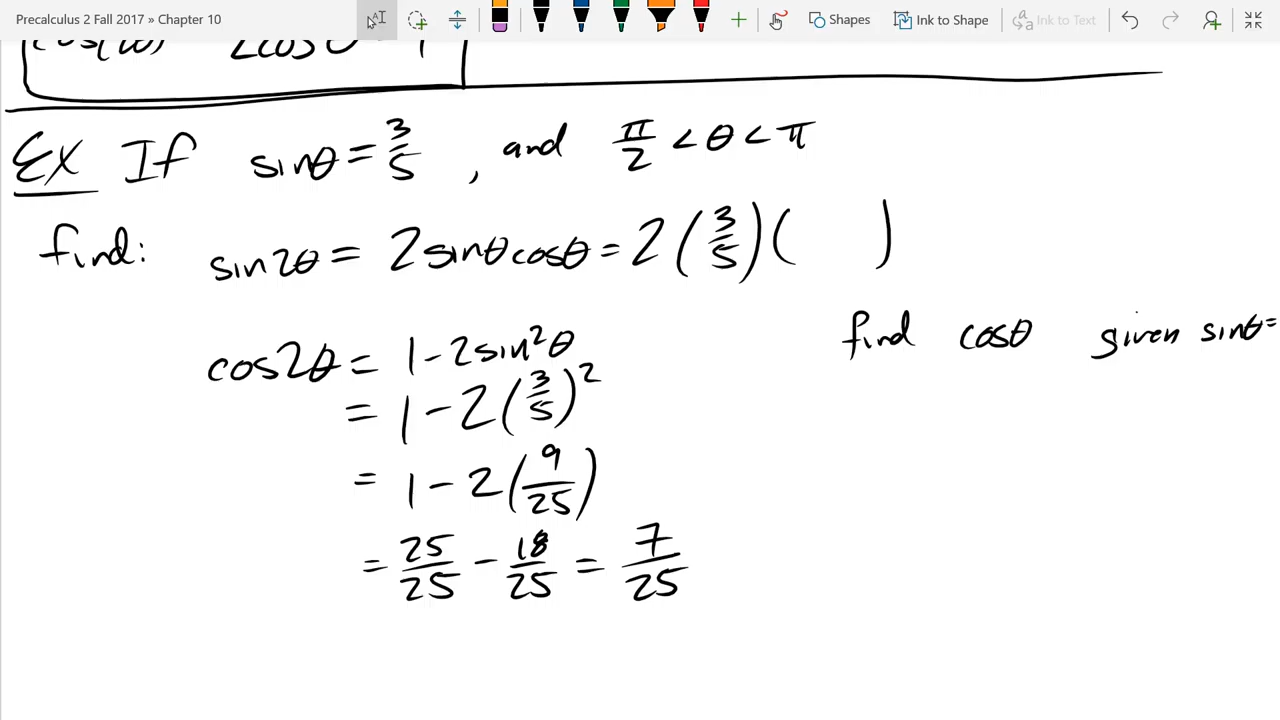 Precalculus 2 Fall 2017 » Chapter 10
Shapes
Ink to Shape
Ink to Text
Ex If sinθ = 3/5 , and π/2 < θ < π
find: sin2θ = 2sinθcosθ = 2(3/5)( )
find cosθ given sinθ=
cos2θ = 1 - 2sin²θ
= 1 - 2(3/5)²
= 1 - 2(9/25)
= 25/25 - 18/25 = 7/25